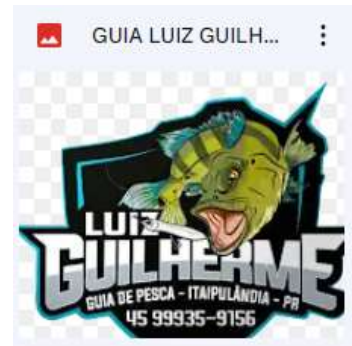 GUIA LUIZ GUILH...
LUIZ
GUILHERME
GUIA DE PESCA - ITAIPULÂNDIA - PR
45 99935-9156